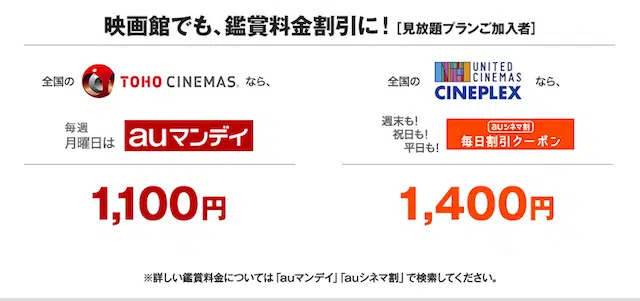 映画館でも、鑑賞料金割引に！［見放題プランご加入者］
全国の TOHO CINEMAS® なら、
毎週
月曜日は auマンデイ
1,100円
全国の UNITED CINEMAS CINEPLEX なら、
週末も！
祝日も！
平日も！
auシネマ割
毎日割引クーポン
1,400円
※詳しい鑑賞料金については「auマンデイ」「auシネマ割」で検索してください。